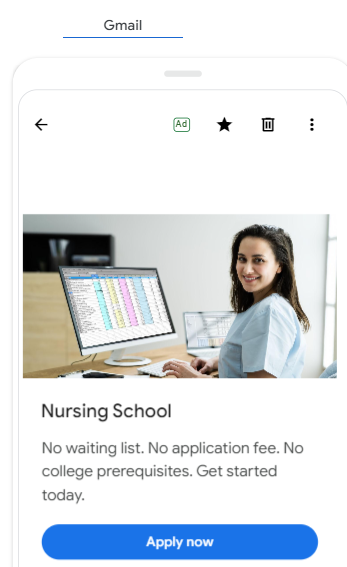 Gmail
Ad
Nursing School
No waiting list. No application fee. No
college prerequisites. Get started
today.
Apply now